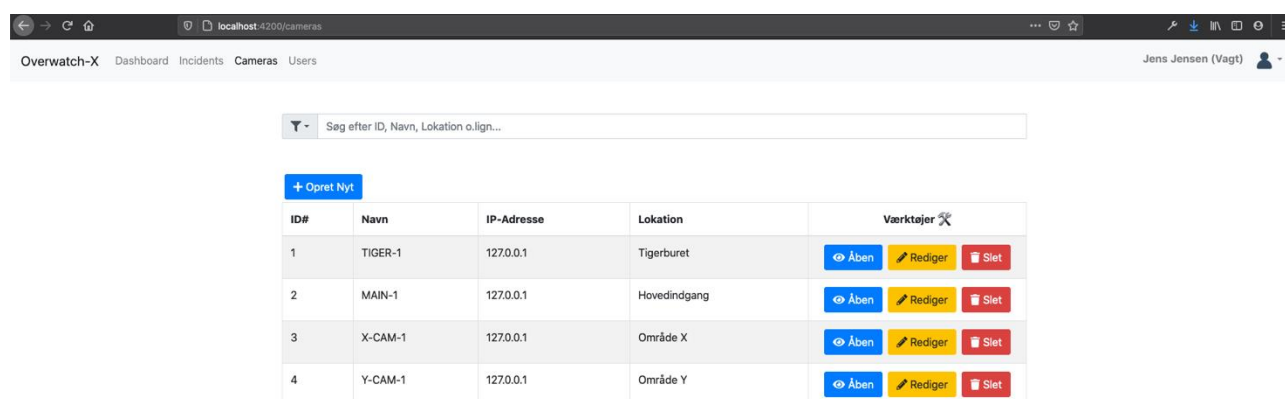 localhost:4200/cameras
Overwatch-X Dashboard Incidents Cameras Users Jens Jensen (Vagt)
Søg efter ID, Navn, Lokation o.lign...
+ Opret Nyt
ID# Navn IP-Adresse Lokation Værktøjer 🛠
1 TIGER-1 127.0.0.1 Tigerburet Åben Rediger Slet
2 MAIN-1 127.0.0.1 Hovedindgang Åben Rediger Slet
3 X-CAM-1 127.0.0.1 Område X Åben Rediger Slet
4 Y-CAM-1 127.0.0.1 Område Y Åben Rediger Slet